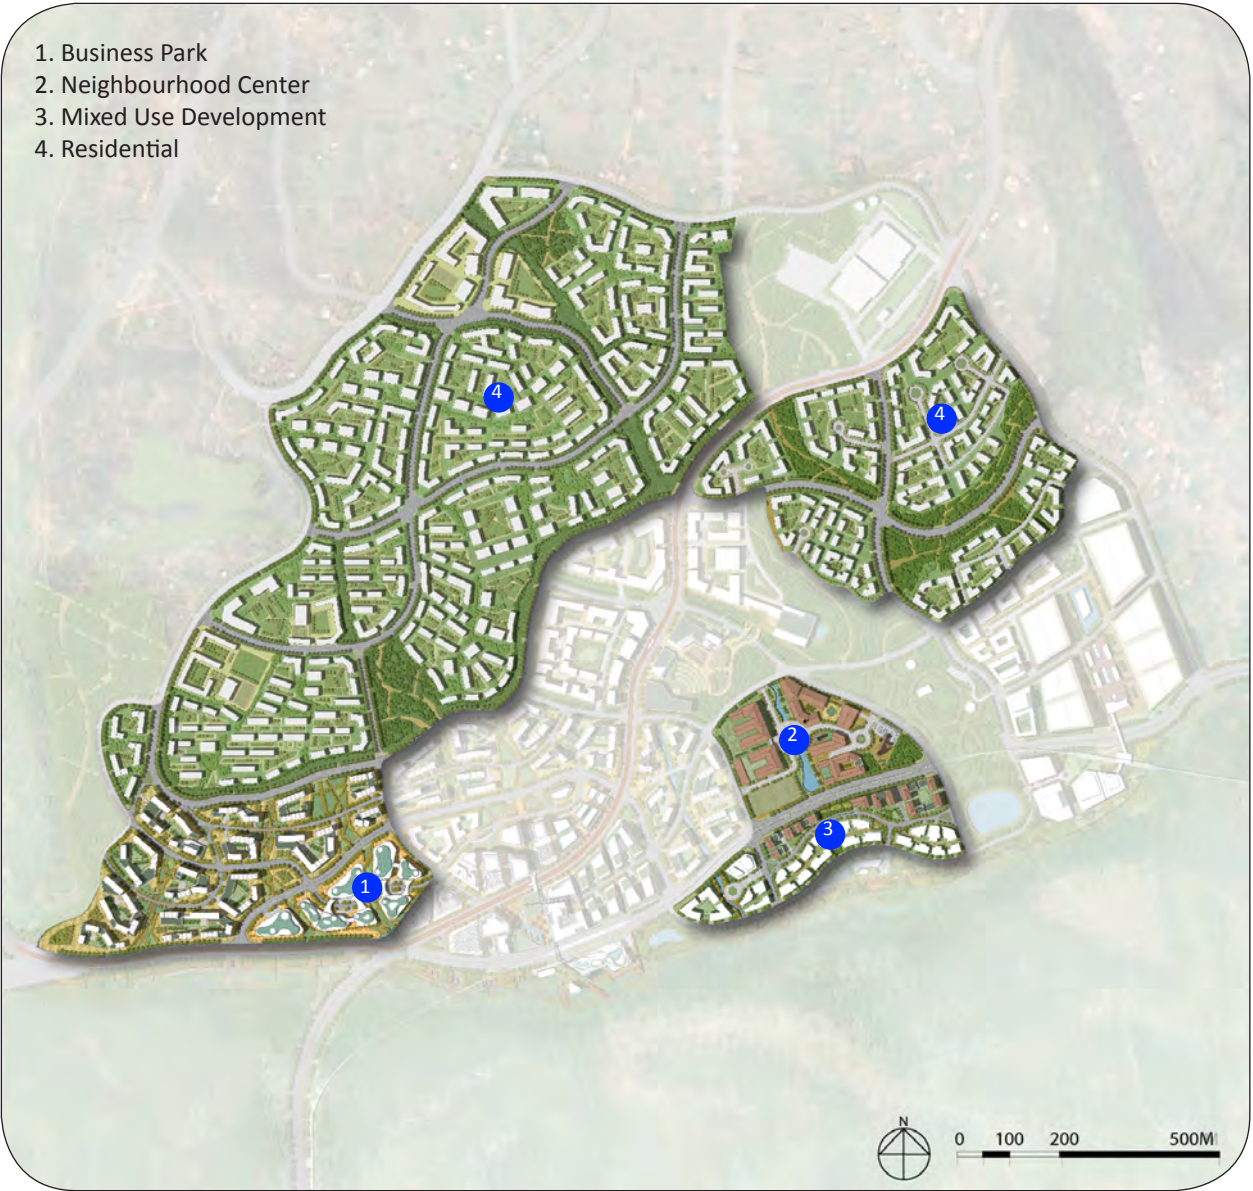 1. Business Park
2. Neighbourhood Center
3. Mixed Use Development
4. Residential
4
4
2
3
1
N
0 100 200 500M